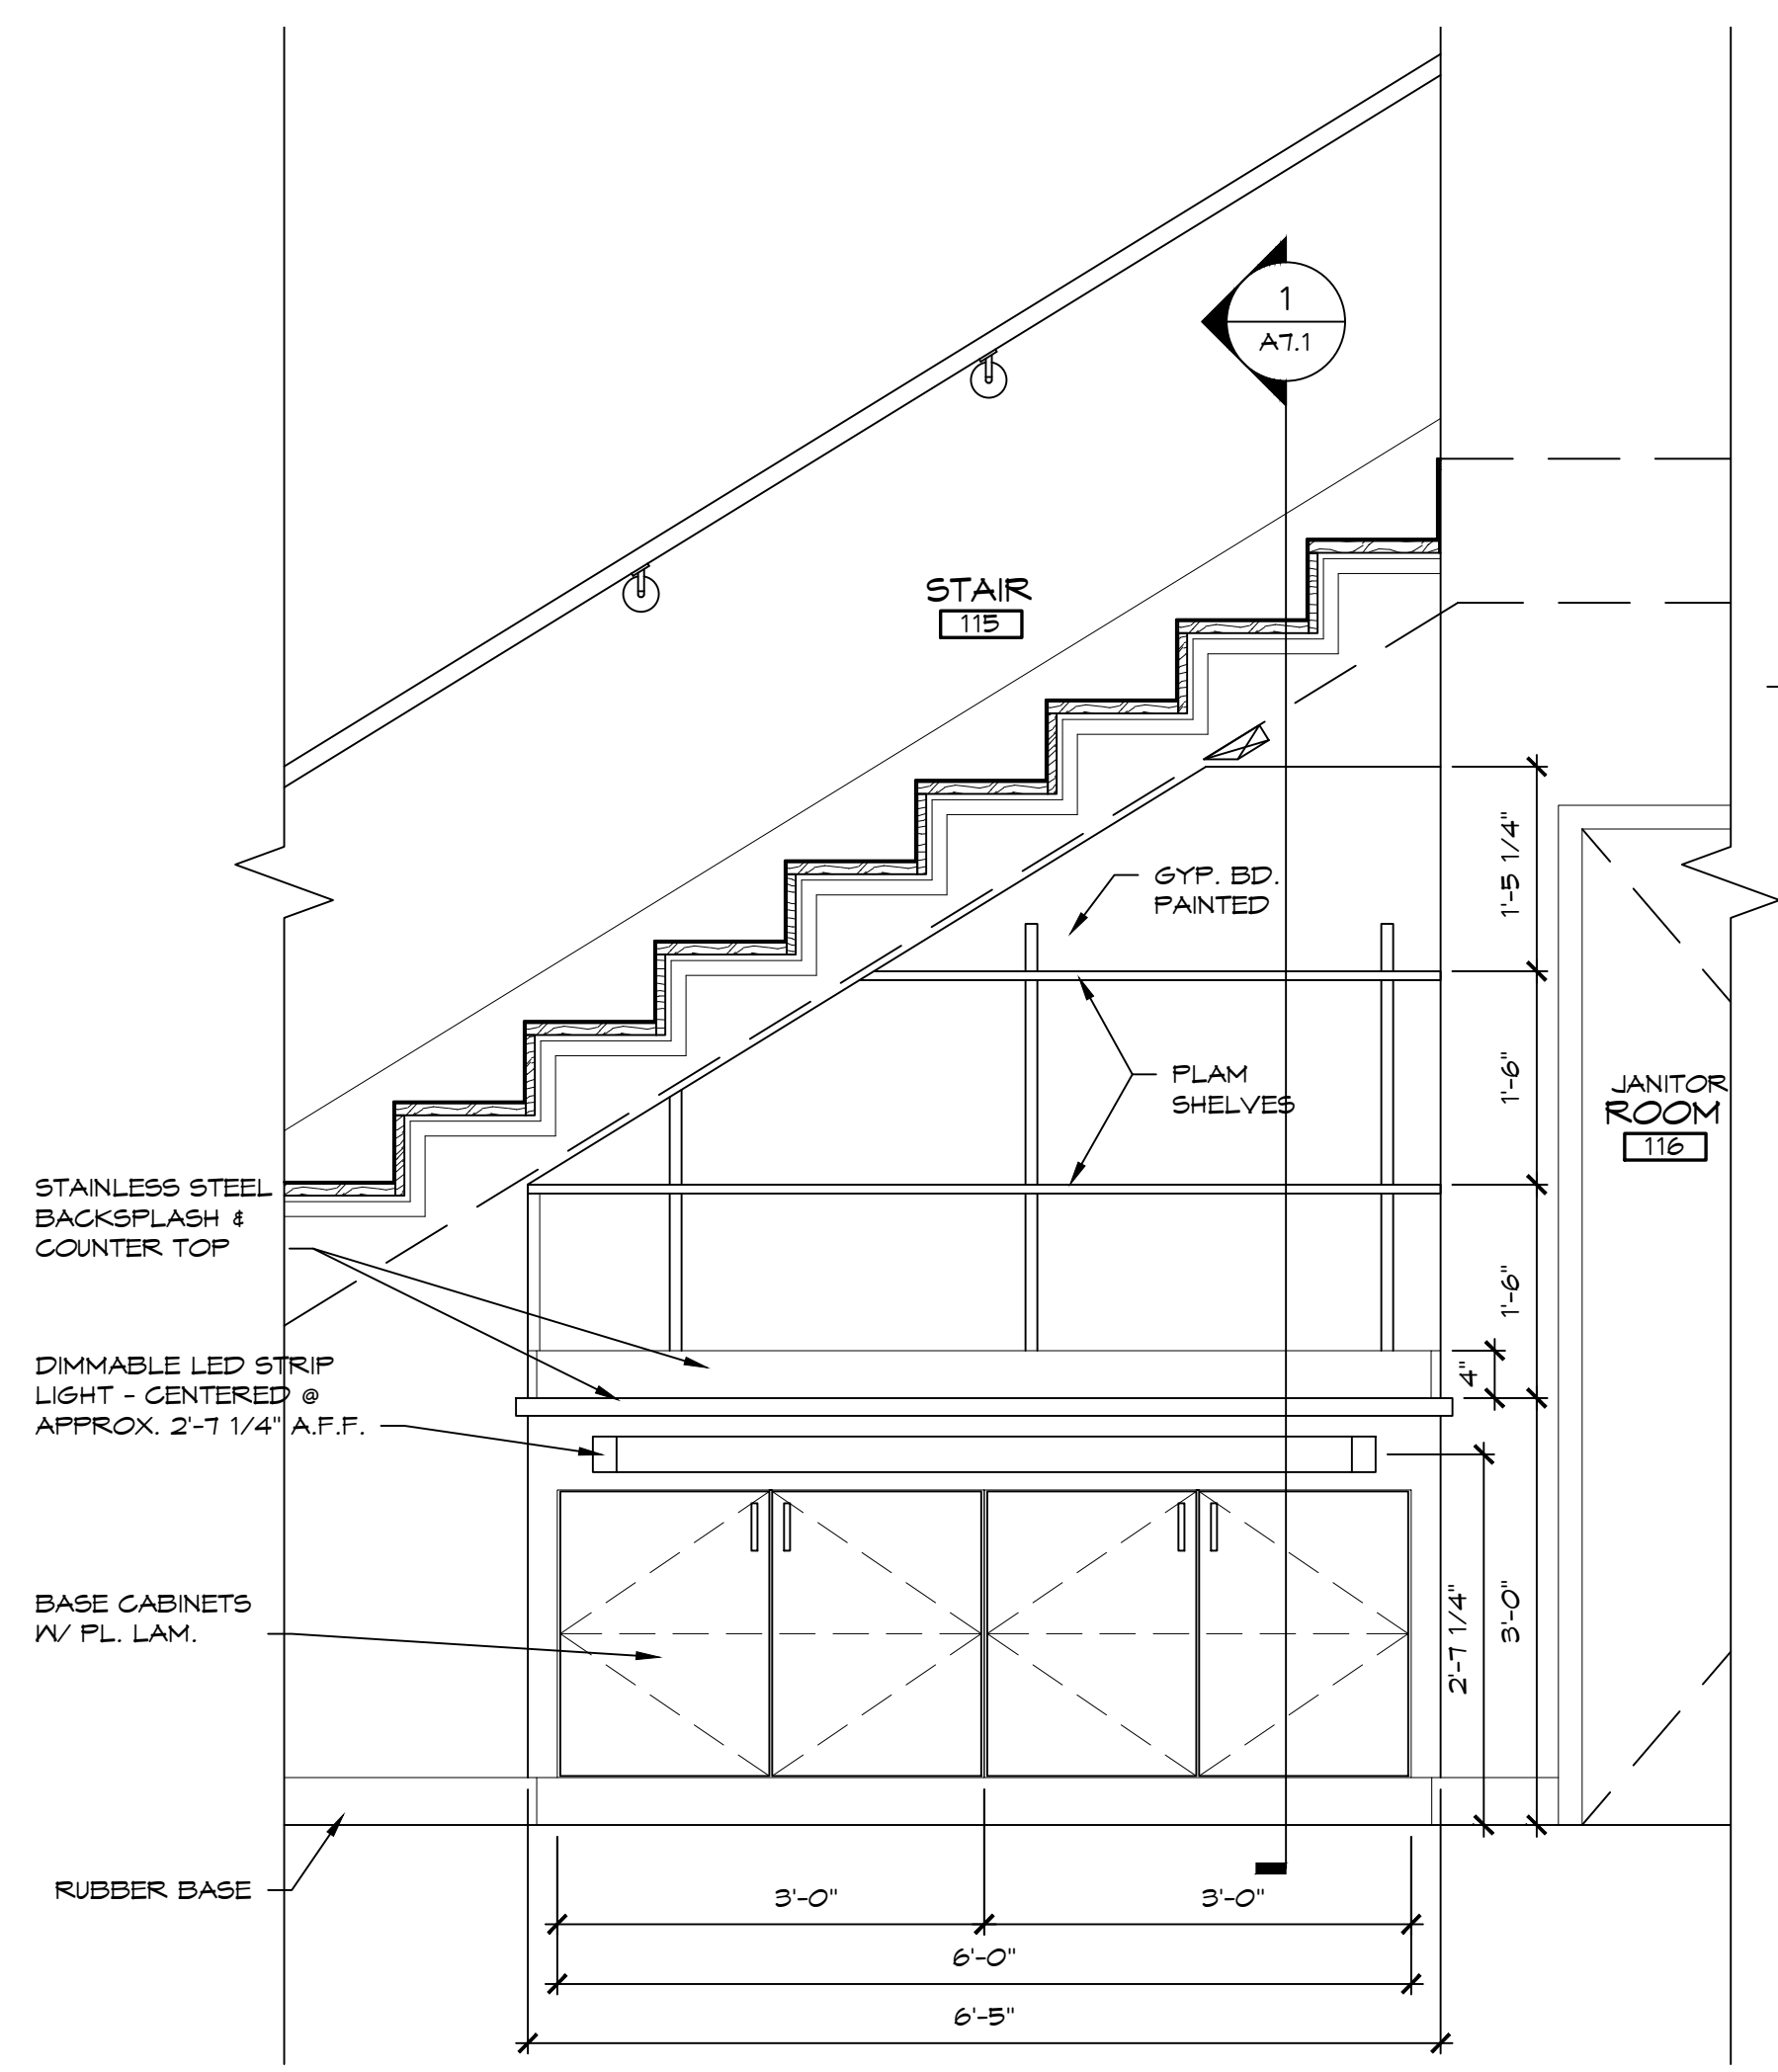 1
A7.1
STAIR
115
GYP. BD.
PAINTED
1'-5 1/4"
PLAM
SHELVES
1'-6"
JANITOR
ROOM
116
STAINLESS STEEL
BACKSPLASH &
COUNTER TOP
1'-6"
DIMMABLE LED STRIP
LIGHT - CENTERED @
APPROX. 2'-7 1/4" A.F.F.
4"
BASE CABINETS
W/ PL. LAM.
2'-7 1/4"
3'-0"
RUBBER BASE
3'-0"
3'-0"
6'-0"
6'-5"